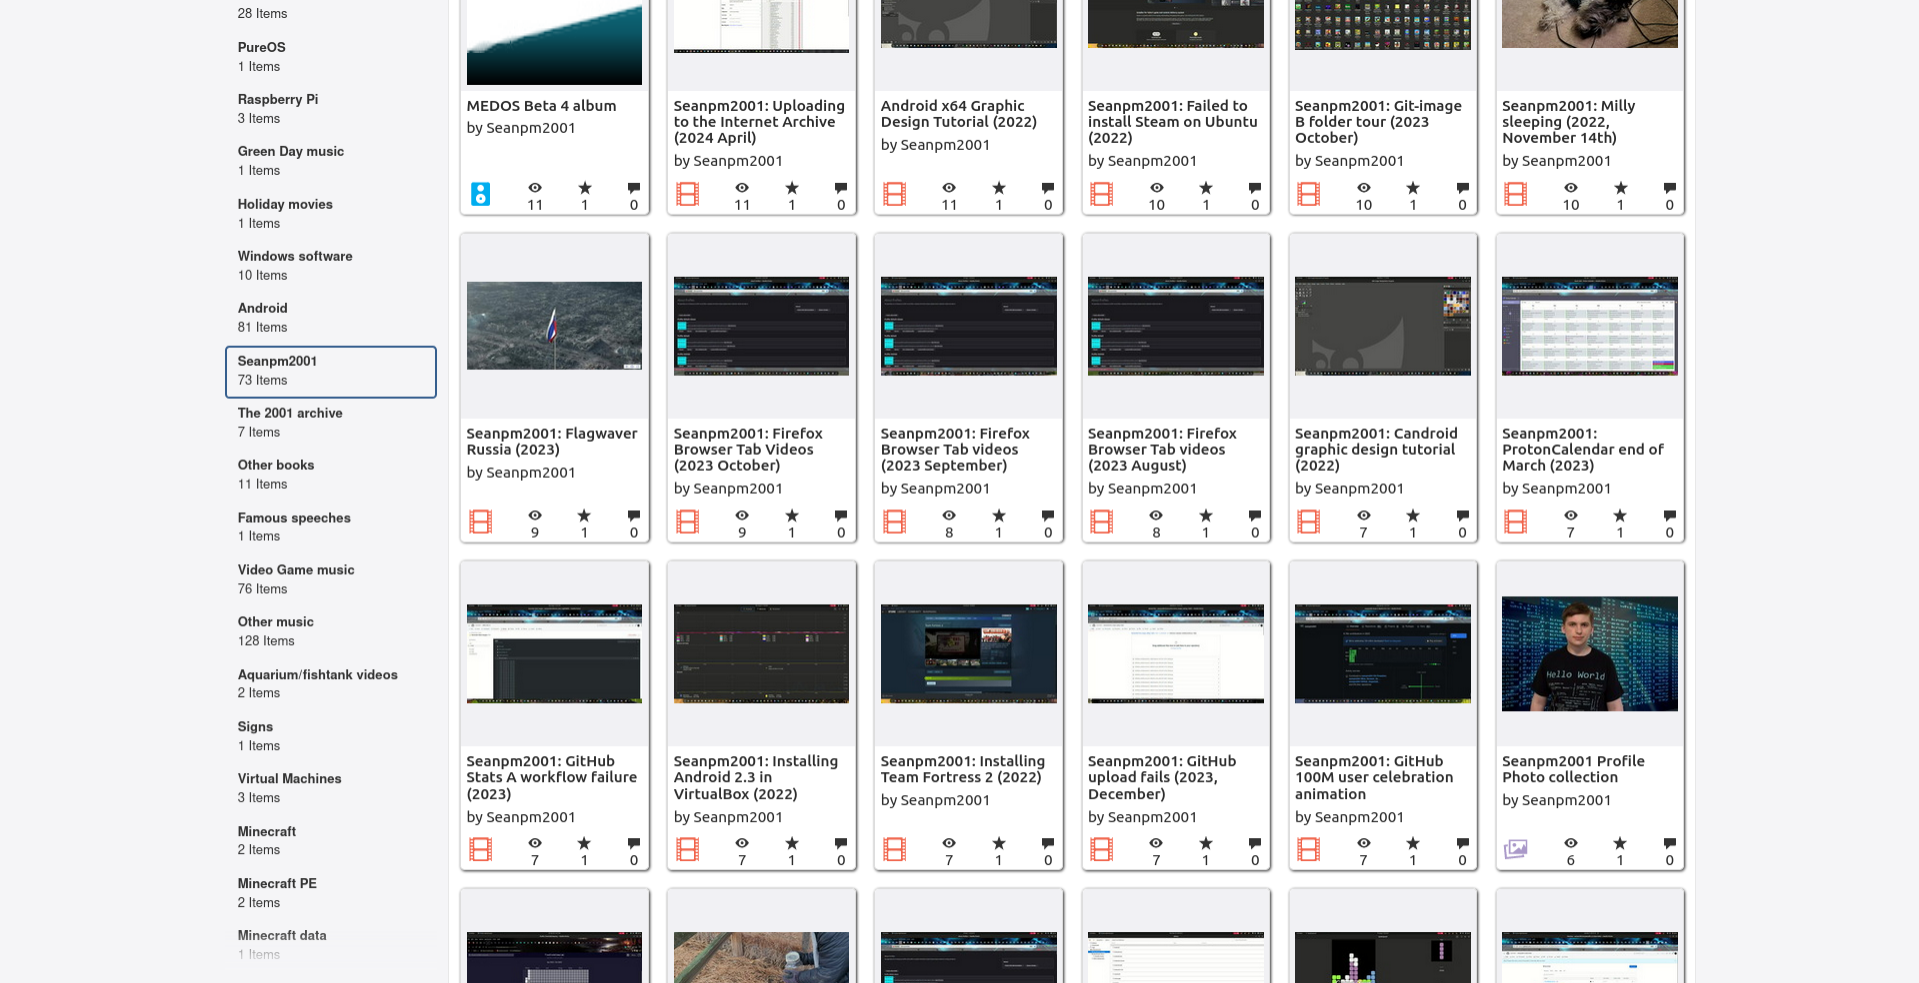 28 Items
PureOS
1 Items
Raspberry Pi
3 Items
Green Day music
1 Items
Holiday movies
1 Items
Windows software
10 Items
Android
81 Items
Seanpm2001
73 Items
The 2001 archive
7 Items
Other books
11 Items
Famous speeches
1 Items
Video Game music
76 Items
Other music
128 Items
Aquarium/fishtank videos
2 Items
Signs
1 Items
Virtual Machines
3 Items
Minecraft
2 Items
Minecraft PE
2 Items
Minecraft data
1 Items
MEDOS Beta 4 album
by Seanpm2001
11 1 0
Seanpm2001: Uploading
to the Internet Archive
(2024 April)
by Seanpm2001
11 1 0
Android x64 Graphic
Design Tutorial (2022)
by Seanpm2001
11 1 0
Seanpm2001: Failed to
install Steam on Ubuntu
(2022)
by Seanpm2001
10 1 0
Seanpm2001: Git-image
B folder tour (2023
October)
by Seanpm2001
10 1 0
Seanpm2001: Milly
sleeping (2022,
November 14th)
by Seanpm2001
10 1 0
Seanpm2001: Flagwaver
Russia (2023)
by Seanpm2001
9 1 0
Seanpm2001: Firefox
Browser Tab Videos
(2023 October)
by Seanpm2001
9 1 0
Seanpm2001: Firefox
Browser Tab videos
(2023 September)
by Seanpm2001
8 1 0
Seanpm2001: Firefox
Browser Tab videos
(2023 August)
by Seanpm2001
8 1 0
Seanpm2001: Candroid
graphic design tutorial
(2022)
by Seanpm2001
7 1 0
Seanpm2001:
ProtonCalendar end of
March (2023)
by Seanpm2001
7 1 0
Seanpm2001: GitHub
Stats A workflow failure
(2023)
by Seanpm2001
7 1 0
Seanpm2001: Installing
Android 2.3 in
VirtualBox (2022)
by Seanpm2001
7 1 0
Seanpm2001: Installing
Team Fortress 2 (2022)
by Seanpm2001
7 1 0
Seanpm2001: GitHub
upload fails (2023,
December)
by Seanpm2001
7 1 0
Seanpm2001: GitHub
100M user celebration
animation
by Seanpm2001
7 1 0
Hello World
Seanpm2001 Profile
Photo collection
by Seanpm2001
6 1 0